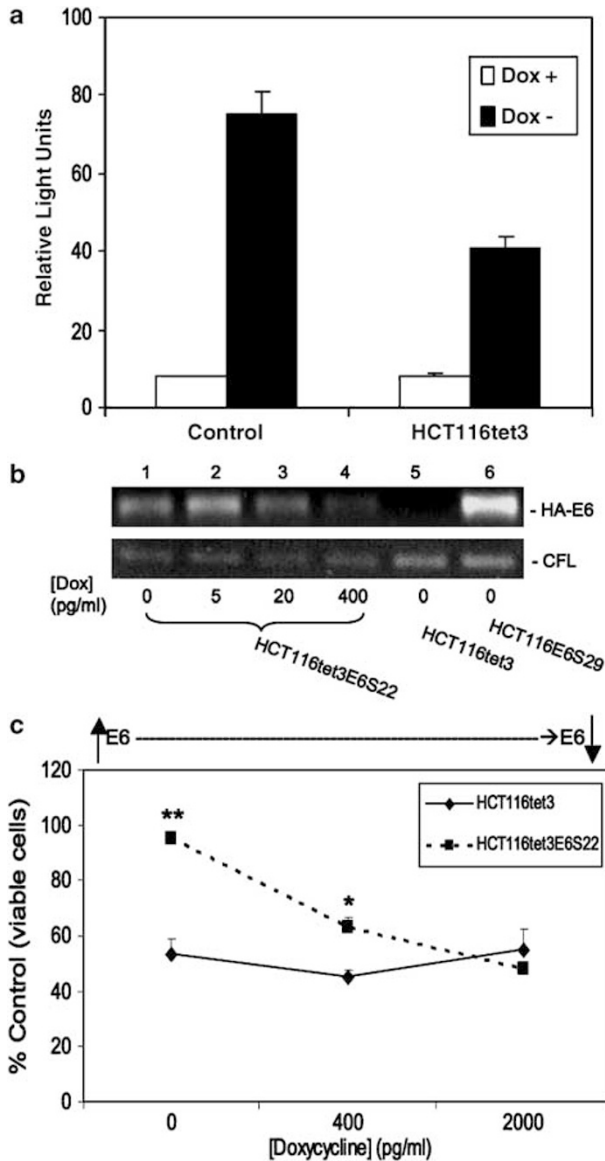 a
100
80
60
40
20
0
Relative Light Units
Dox +
Dox -
Control
HCT116tet3
b
1 2 3 4 5 6
- HA-E6
- CFL
[Dox]
(pg/ml)
0 5 20 400 0 0
HCT116tet3E6S22
HCT116tet3
HCT116E6S29
c
E6 → E6
120
100
80
60
40
20
0
% Control (viable cells)
**
*
HCT116tet3
HCT116tet3E6S22
0 400 2000
[Doxycycline] (pg/ml)